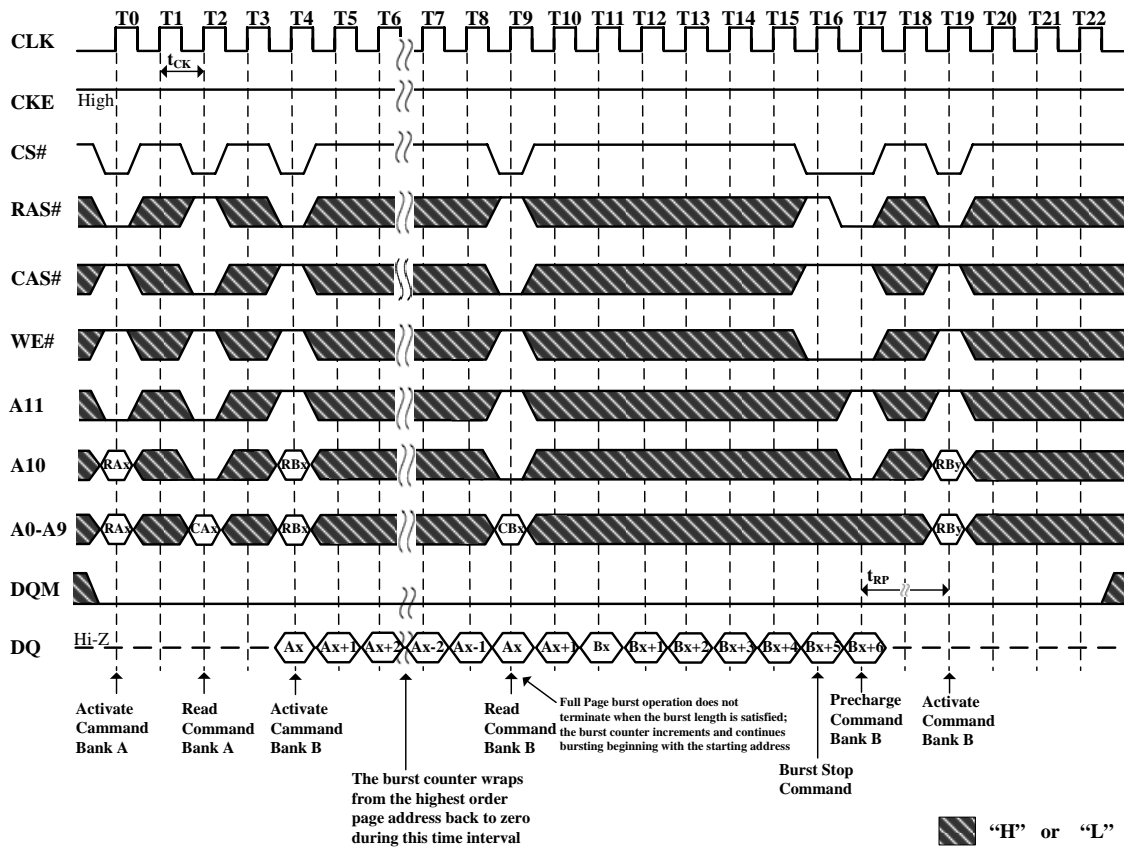 T0 T1 T2 T3 T4 T5 T6 T7 T8 T9 T10 T11 T12 T13 T14 T15 T16 T17 T18 T19 T20 T21 T22
CLK
tCK
CKE High
CS#
RAS#
CAS#
WE#
A11
A10 RAx RBx RBy
A0-A9 RAx CAx RBx CBx RBy
DQM tRP
DQ Hi-Z Ax Ax+1 Ax+2 Ax-2 Ax-1 Ax Ax+1 Bx Bx+1 Bx+2 Bx+3 Bx+4 Bx+5 Bx+6
Activate
Cammand
Bank A
Read
Command
Bank A
Activate
Cammand
Bank B
The burst counter wraps
from the highest order
page address back to zero
during this time interval
Read
Command
Bank B
Full Page burst operation does not
terminate when the burst length is satisfied;
the burst counter increments and continues
bursting beginning with the starting address
Burst Stop
Command
Precharge
Command
Bank B
Activate
Command
Bank B
“H” or “L”